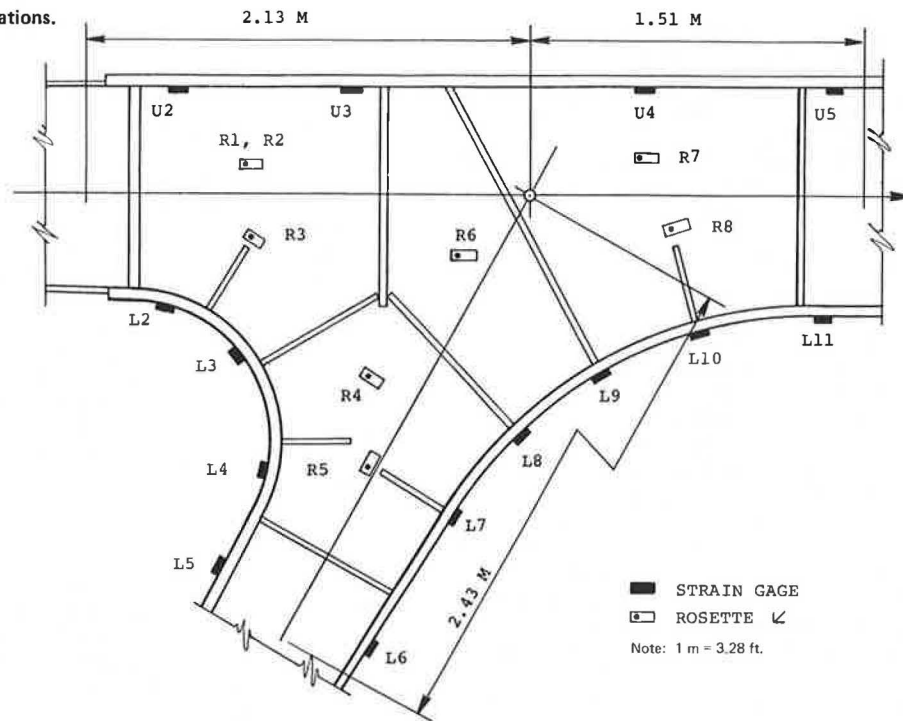 ations.
2.13 M
1.51 M
U2
U3
U4
U5
R1, R2
R7
R3
R6
R8
L2
L3
L10
L11
R4
L9
L4
R5
L8
L7
L5
2.43 M
L6
STRAIN GAGE
ROSETTE
Note: 1 m = 3.28 ft.